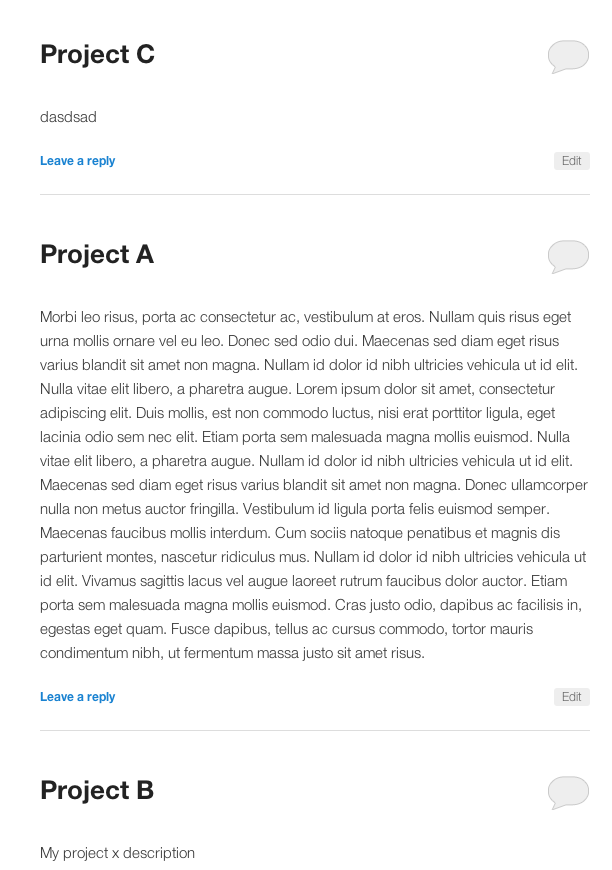 Project C
dasdsad
Leave a reply
Edit
Project A
Morbi leo risus, porta ac consectetur ac, vestibulum at eros. Nullam quis risus eget
urna mollis ornare vel eu leo. Donec sed odio dui. Maecenas sed diam eget risus
varius blandit sit amet non magna. Nullam id dolor id nibh ultricies vehicula ut id elit.
Nulla vitae elit libero, a pharetra augue. Lorem ipsum dolor sit amet, consectetur
adipiscing elit. Duis mollis, est non commodo luctus, nisi erat porttitor ligula, eget
lacinia odio sem nec elit. Etiam porta sem malesuada magna mollis euismod. Nulla
vitae elit libero, a pharetra augue. Nullam id dolor id nibh ultricies vehicula ut id elit.
Maecenas sed diam eget risus varius blandit sit amet non magna. Donec ullamcorper
nulla non metus auctor fringilla. Vestibulum id ligula porta felis euismod semper.
Maecenas faucibus mollis interdum. Cum sociis natoque penatibus et magnis dis
parturient montes, nascetur ridiculus mus. Nullam id dolor id nibh ultricies vehicula ut
id elit. Vivamus sagittis lacus vel augue laoreet rutrum faucibus dolor auctor. Etiam
porta sem malesuada magna mollis euismod. Cras justo odio, dapibus ac facilisis in,
egestas eget quam. Fusce dapibus, tellus ac cursus commodo, tortor mauris
condimentum nibh, ut fermentum massa justo sit amet risus.
Leave a reply
Edit
Project B
My project x description